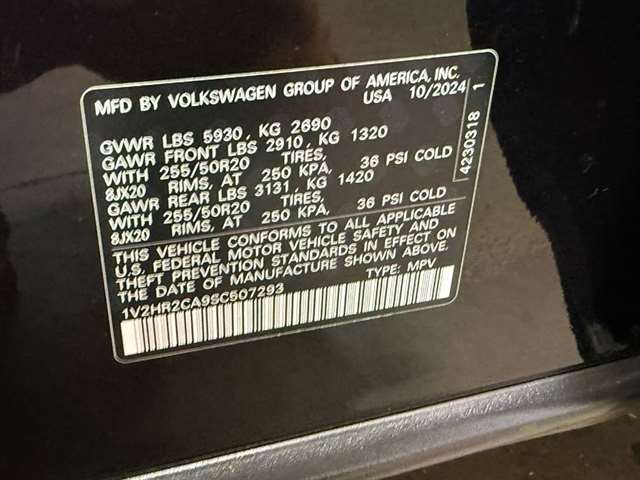 MFD BY VOLKSWAGEN GROUP OF AMERICA, INC.
USA 10/2024
GVWR LBS 5930, KG 2690
GAWR FRONT LBS 2910, KG 1320
WITH 255/50R20 TIRES,
8JX20 RIMS, AT 250 KPA, 36 PSI COLD
GAWR REAR LBS 3131, KG 1420
WITH 255/50R20 TIRES,
8JX20 RIMS, AT 250 KPA, 36 PSI COLD
THIS VEHICLE CONFORMS TO ALL APPLICABLE
U.S. FEDERAL MOTOR VEHICLE SAFETY AND
THEFT PREVENTION STANDARDS IN EFFECT ON
THE DATE OF MANUFACTURE SHOWN ABOVE.
1V2HR2CA9SC507293 TYPE: MPV
4230318 1